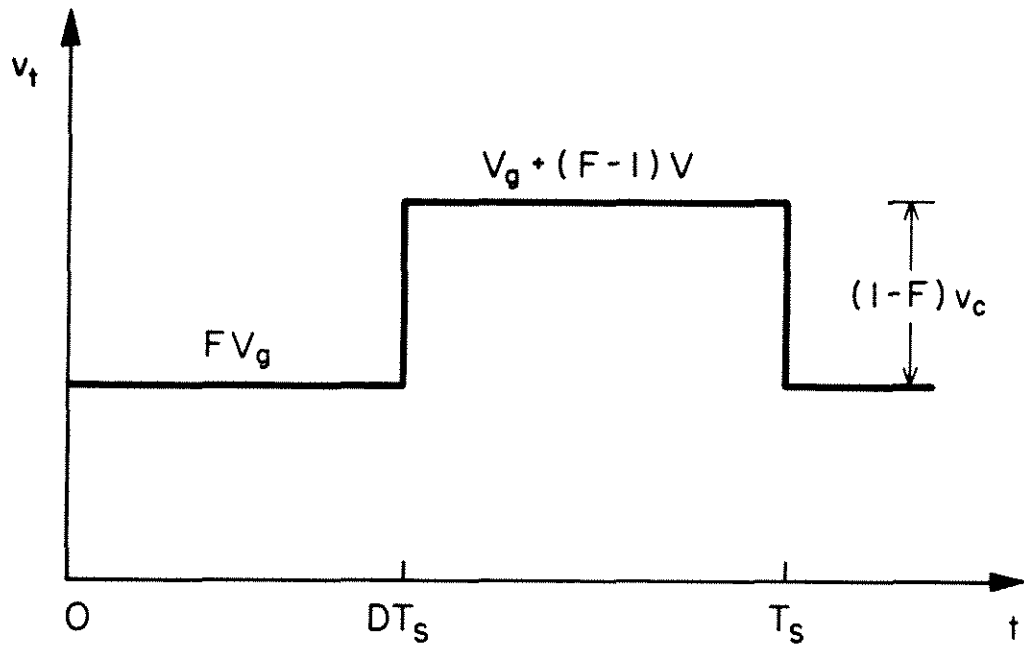 v_t
V_g + (F-1) V
(1-F) v_c
F V_g
O
DT_s
T_s
t